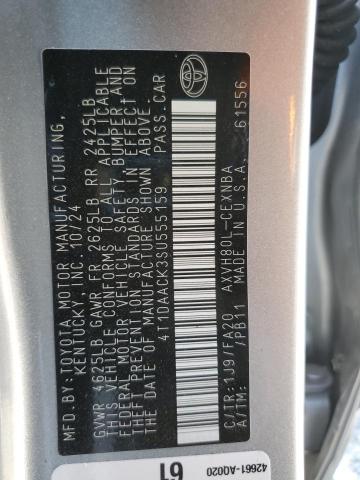 MFD.BY:TOYOTA MOTOR MANUFACTURING,
KENTUCKY, INC. 10/24
GVWR 4625LB GAWR FR 2625LB RR 2425LB
THIS VEHICLE CONFORMS TO ALL APPLICABLE
FEDERAL MOTOR VEHICLE SAFETY, BUMPER, AND
THEFT PREVENTION STANDARDS IN EFFECT ON
THE DATE OF MANUFACTURE SHOWN ABOVE.
4T1DAACK3SU555159 PASS.CAR
C/TR:1J9/FA20 AXVH80L-CEXNBA
A/TM: /PB11 MADE IN U.S.A. 61556
42661-AQ020
61